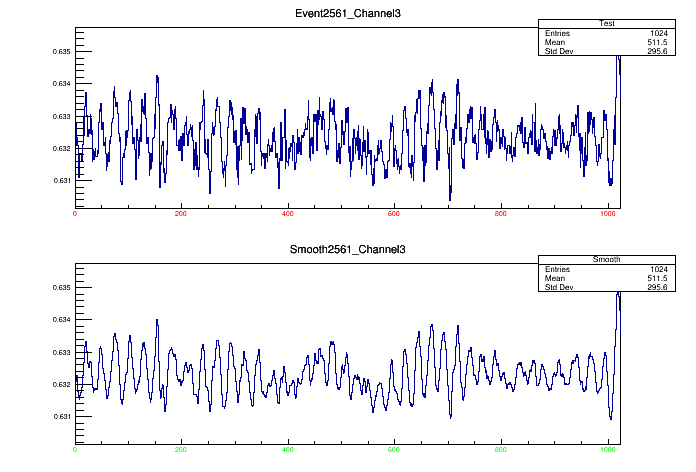 Event2561_Channel3
Test
Entries 1024
Mean 511.5
Std Dev 295.6
0.635
0.634
0.633
0.632
0.631
0 200 400 600 800 1000
Smooth2561_Channel3
Smooth
Entries 1024
Mean 511.5
Std Dev 295.6
0.635
0.634
0.633
0.632
0.631
0 200 400 600 800 1000